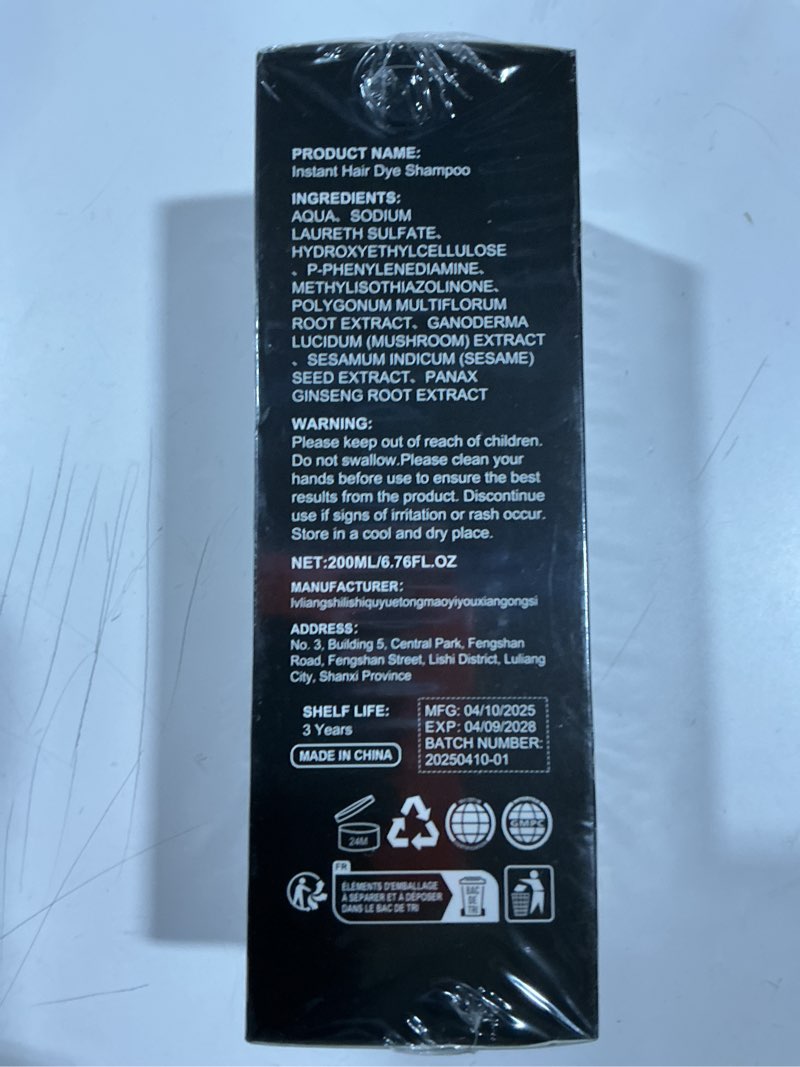 PRODUCT NAME:
Instant Hair Dye Shampoo
INGREDIENTS:
AQUA、SODIUM
LAURETH SULFATE、
HYDROXYETHYLCELLULOSE
、P-PHENYLENEDIAMINE、
METHYLISOTHIAZOLINONE、
POLYGONUM MULTIFLORUM
ROOT EXTRACT、GANODERMA
LUCIDUM (MUSHROOM) EXTRACT
、SESAMUM INDICUM (SESAME)
SEED EXTRACT、PANAX
GINSENG ROOT EXTRACT
WARNING:
Please keep out of reach of children.
Do not swallow.Please clean your
hands before use to ensure the best
results from the product. Discontinue
use if signs of irritation or rash occur.
Store in a cool and dry place.
NET:200ML/6.76FL.OZ
MANUFACTURER:
lvliangshilishiquyuetongmaoyiyouxiangongsi
ADDRESS:
No. 3, Building 5, Central Park, Fengshan
Road, Fengshan Street, Lishi District, Luliang
City, Shanxi Province
SHELF LIFE:
3 Years
MADE IN CHINA
MFG: 04/10/2025
EXP: 04/09/2028
BATCH NUMBER:
20250410-01
24M
GMPC
FR
ÉLÉMENTS D'EMBALLAGE
À SÉPARER ET À DÉPOSER
DANS LE BAC DE TRI
BAC
DE
TRI